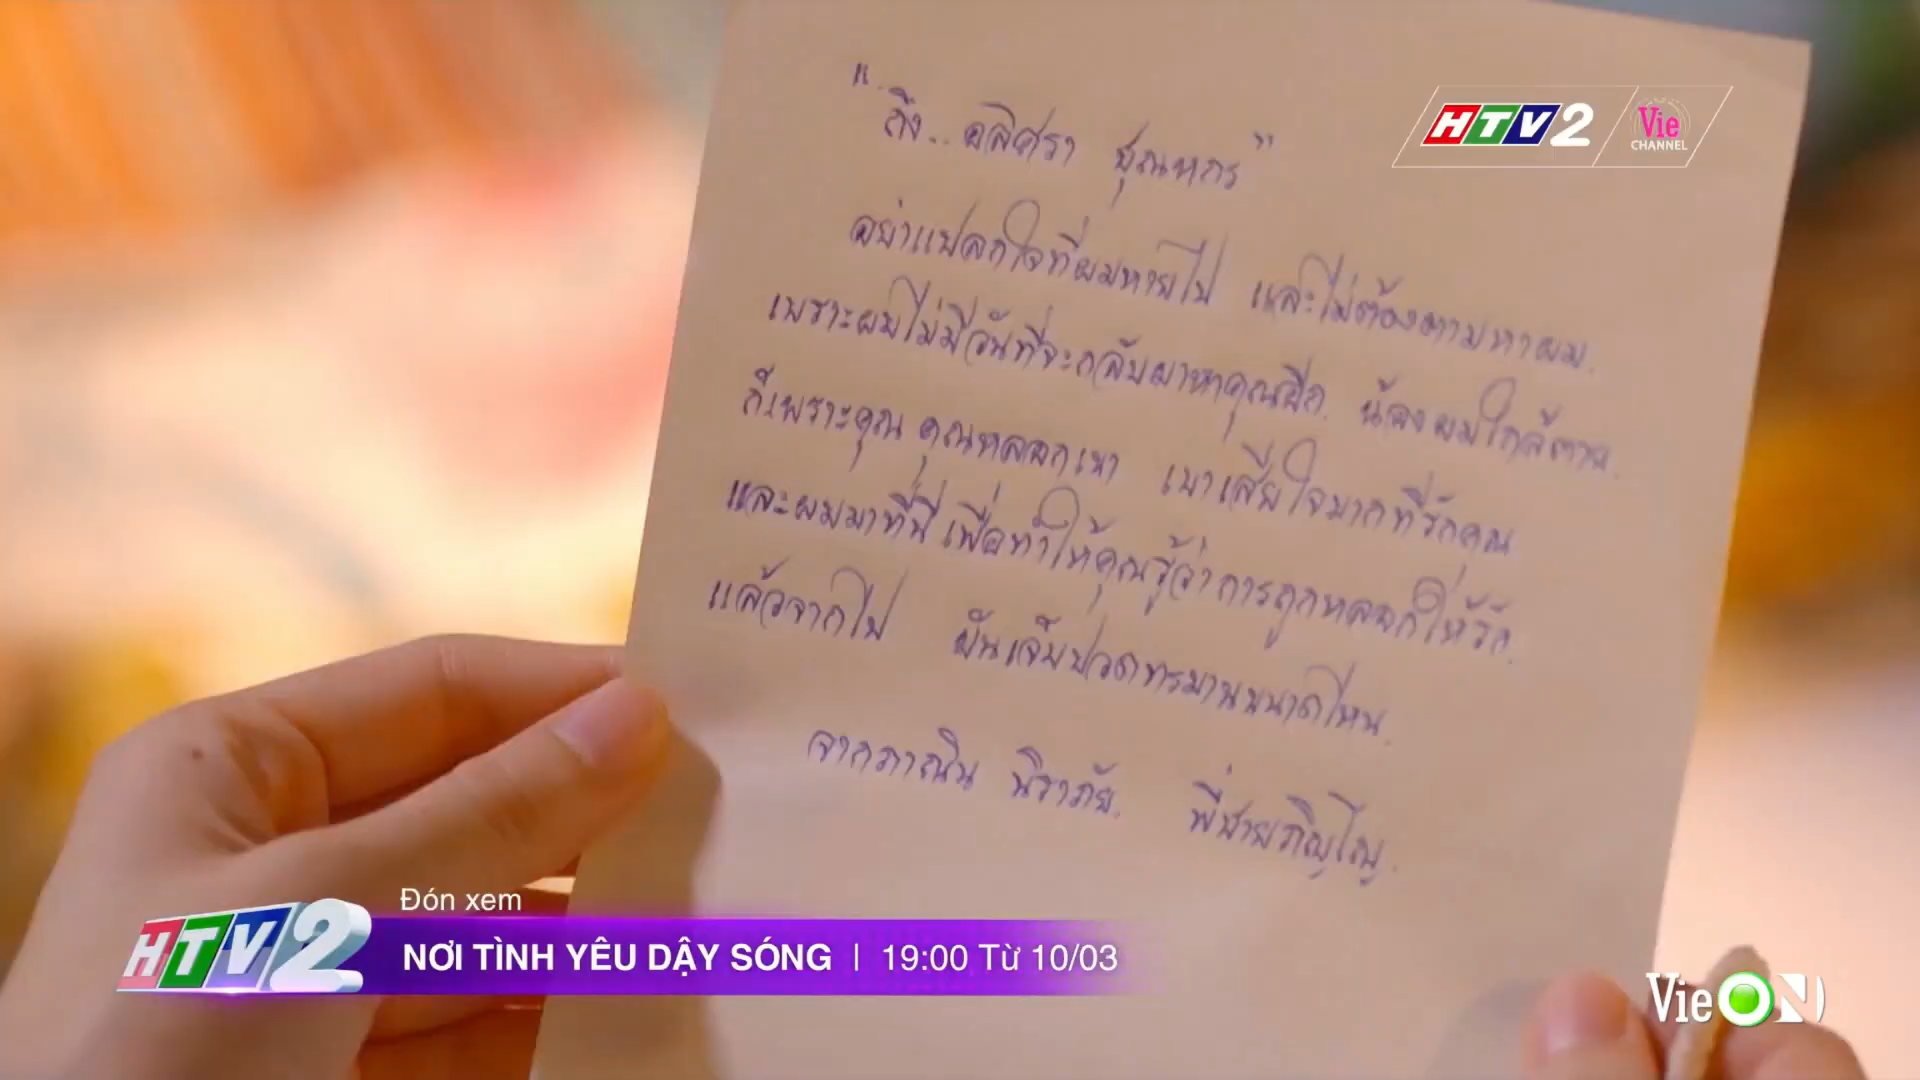 "ถึง.. อลิศรา ชุณหกร"
อย่าแปลกใจที่ผมหายไป และไม่ต้องตามหาผม.
เพราะผมไม่มีวันที่จะกลับมาหาคุณอีก. น้องผมใกล้ตาย.
ก็เพราะคุณ คุณหลอกเขา เขาเสียใจมากที่รักคุณ
และผมมาที่นี่ เพื่อทำให้คุณรู้ว่าการถูกหลอกให้รัก.
แล้วจากไป มันเจ็บปวดทรมานขนาดไหน.
จากภาณิน นิราภัย. พี่ชายภิญโญ.
HTV2
Vie CHANNEL
Đón xem
HTV2
NƠI TÌNH YÊU DẬY SÓNG | 19:00 Từ 10/03
VieON